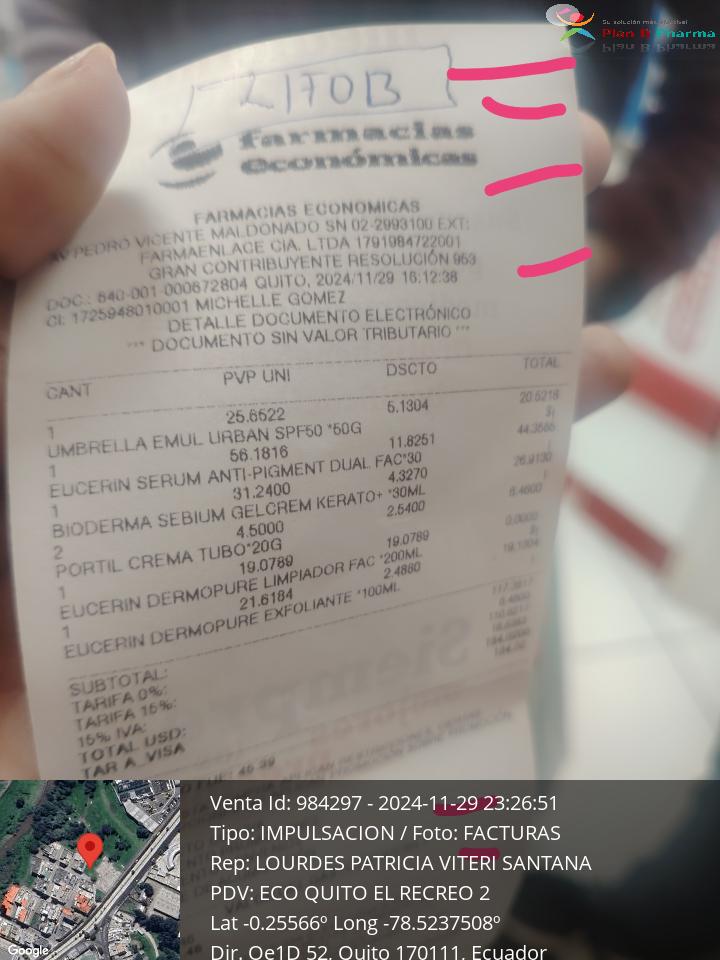 Su solución más flexible
Plan B Pharma
2170B
farmacias
económicas
FARMACIAS ECONOMICAS
AV PEDRO VICENTE MALDONADO SN 02-2993100 EXT:
FARMAENLACE CIA. LTDA 1791984722001
GRAN CONTRIBUYENTE RESOLUCIÓN 953
DOC.: 640-001-000672804 QUITO, 2024/11/29 16:12:38
CI: 1725948010001 MICHELLE GOMEZ
DETALLE DOCUMENTO ELECTRÓNICO
*** DOCUMENTO SIN VALOR TRIBUTARIO ***
CANT PVP UNI DSCTO TOTAL
1 25.6522 5.1304 20.5218
UMBRELLA EMUL URBAN SPF50 *50G
1 56.1816 11.8251 44.3565
EUCERIN SERUM ANTI-PIGMENT DUAL FAC*30
1 31.2400 4.3270 26.9130
BIODERMA SEBIUM GELCREM KERATO+ *30ML
2 4.5000 2.5400 6.4600
PORTIL CREMA TUBO*20G
1 19.0789 19.0789 0.0000
EUCERIN DERMOPURE LIMPIADOR FAC *200ML
1 21.6184 2.4880 19.1304
EUCERIN DERMOPURE EXFOLIANTE *100ML
SUBTOTAL:
TARIFA 0%:
TARIFA 15%:
15% IVA:
TOTAL USD:
TAR A_VISA
Venta Id: 984297 - 2024-11-29 23:26:51
Tipo: IMPULSACION / Foto: FACTURAS
Rep: LOURDES PATRICIA VITERI SANTANA
PDV: ECO QUITO EL RECREO 2
Lat -0.25566º Long -78.5237508º
Dir. Oe1D 52, Quito 170111, Ecuador
Google